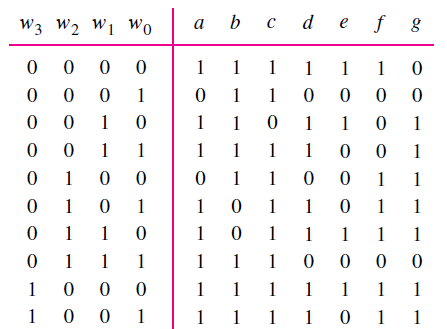 w3 w2 w1 w0 a b c d e f g
0 0 0 0 1 1 1 1 1 1 0
0 0 0 1 0 1 1 0 0 0 0
0 0 1 0 1 1 0 1 1 0 1
0 0 1 1 1 1 1 1 0 0 1
0 1 0 0 0 1 1 0 0 1 1
0 1 0 1 1 0 1 1 0 1 1
0 1 1 0 1 0 1 1 1 1 1
0 1 1 1 1 1 1 0 0 0 0
1 0 0 0 1 1 1 1 1 1 1
1 0 0 1 1 1 1 1 0 1 1